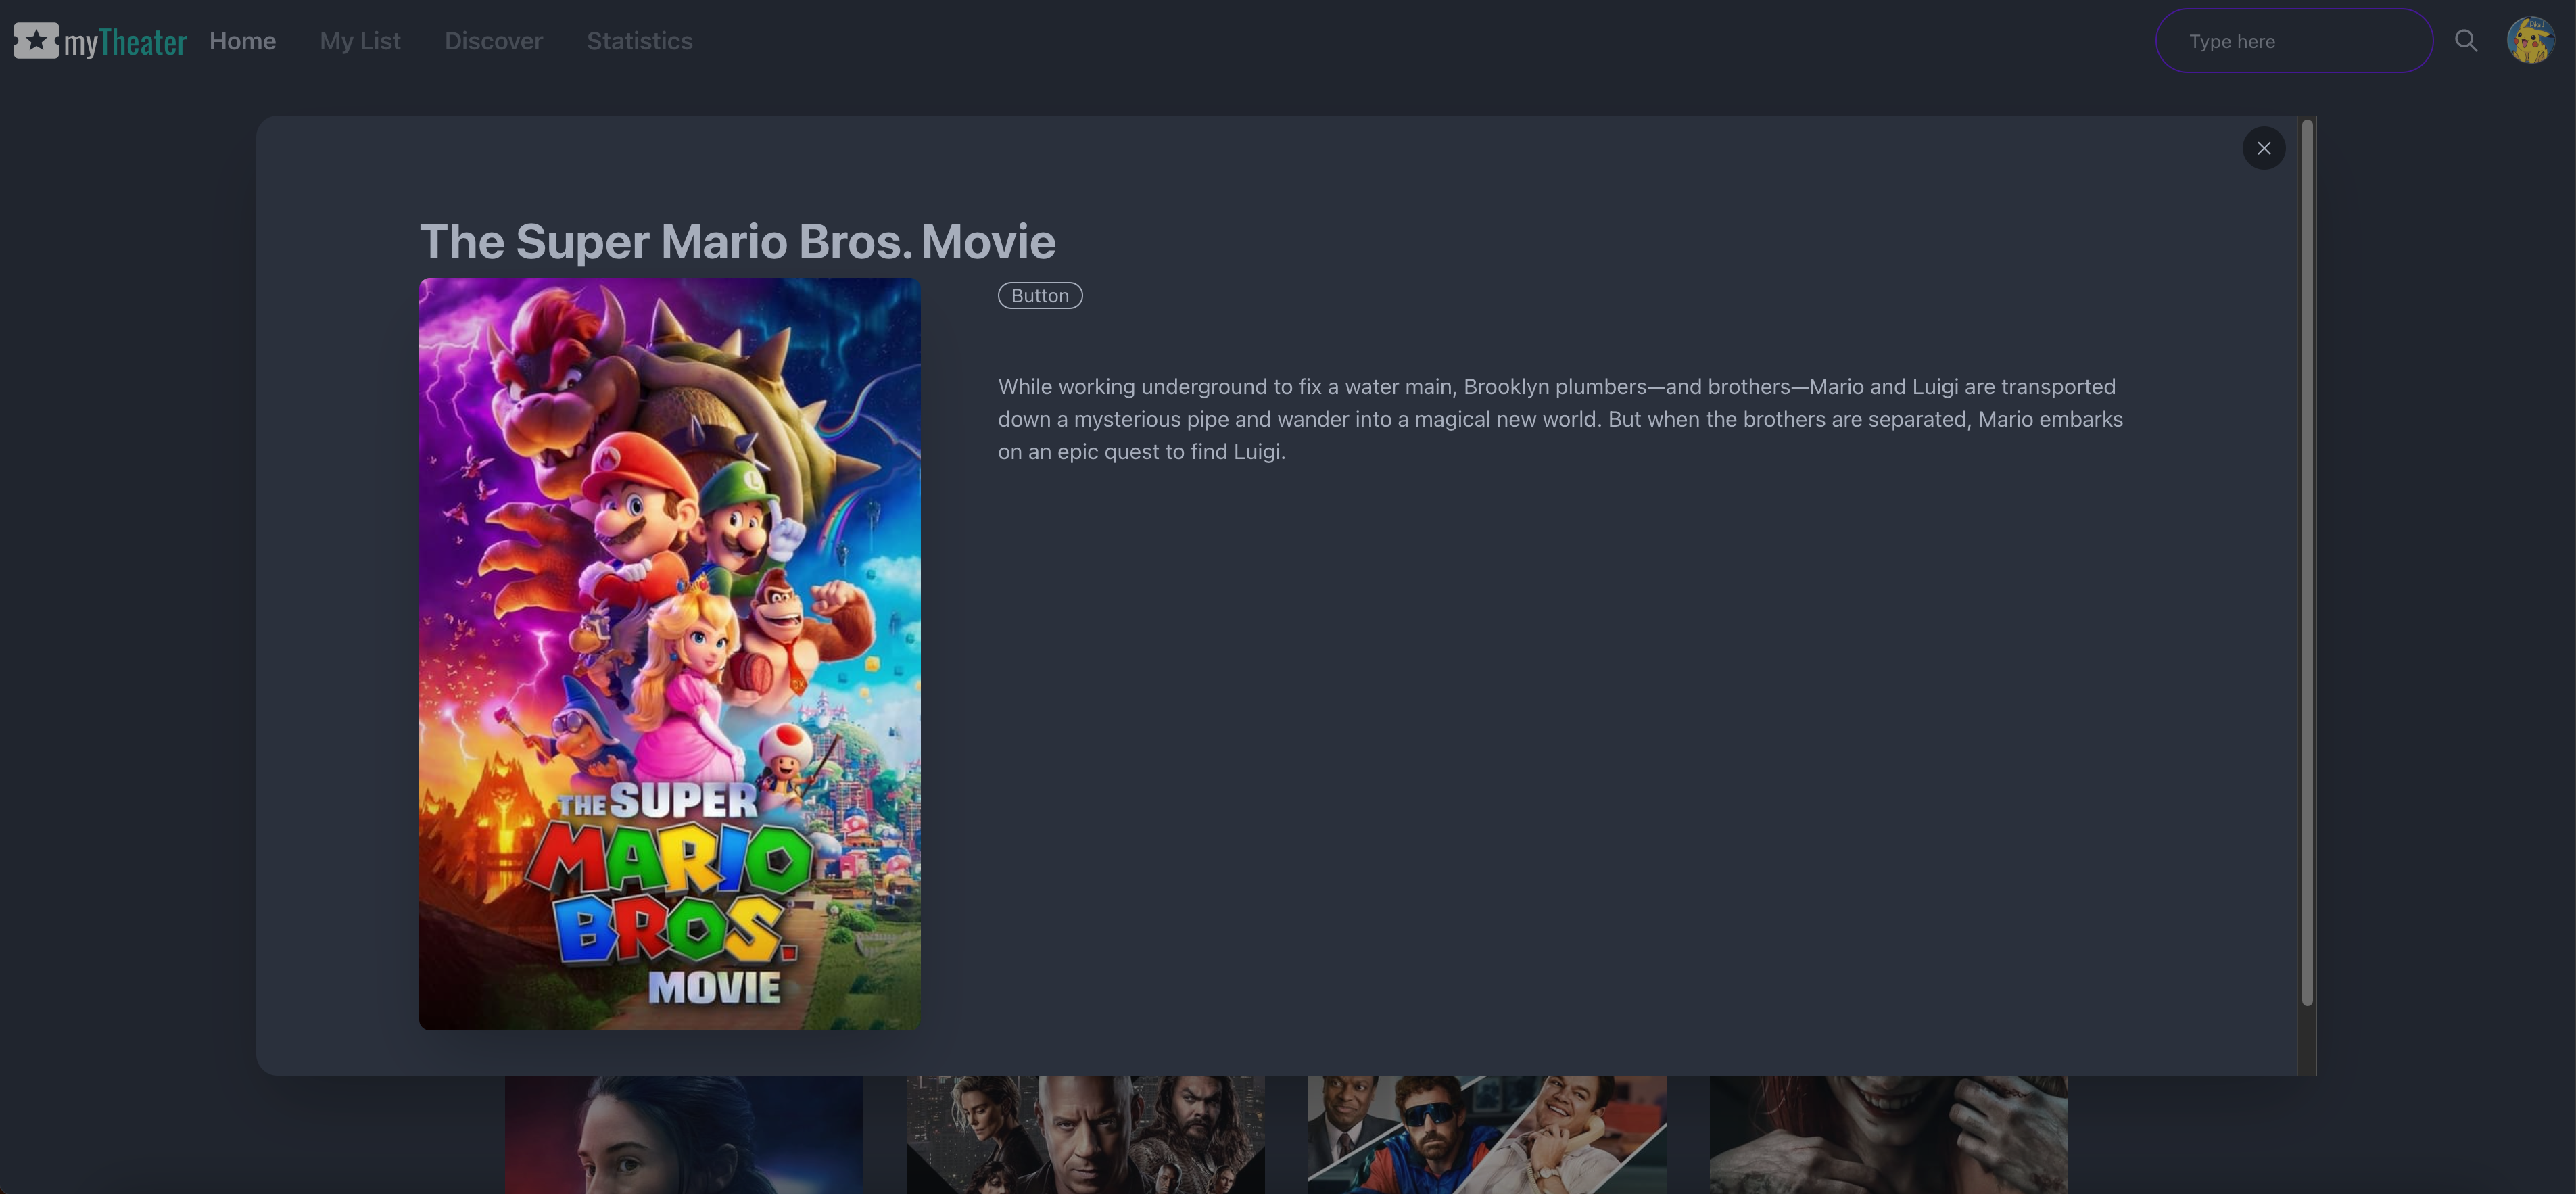 myTheater Home My List Discover Statistics Type here
The Super Mario Bros. Movie
Button
While working underground to fix a water main, Brooklyn plumbers—and brothers—Mario and Luigi are transported
down a mysterious pipe and wander into a magical new world. But when the brothers are separated, Mario embarks
on an epic quest to find Luigi.
M
L
DK
THE SUPER
MARIO
BROS.
MOVIE